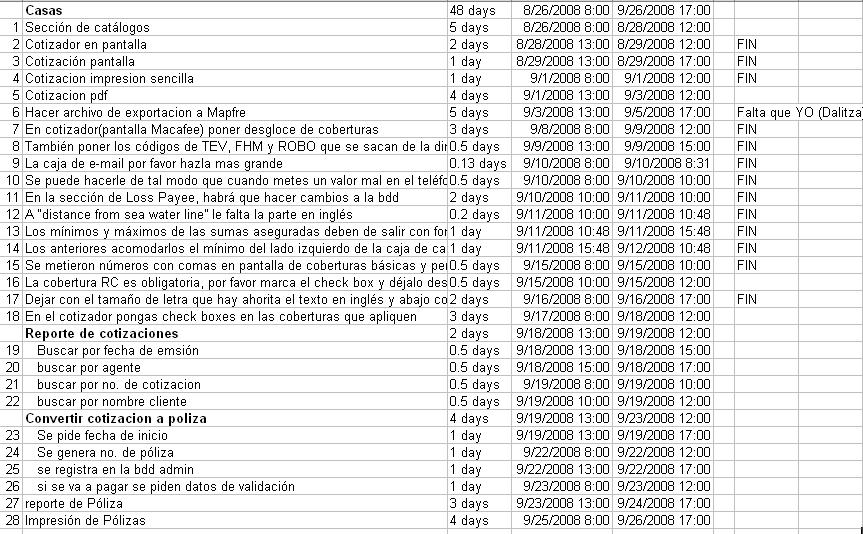 Casas 48 days 8/26/2008 8:00 9/26/2008 17:00
1 Sección de catálogos 5 days 8/26/2008 8:00 8/28/2008 12:00
2 Cotizador en pantalla 2 days 8/28/2008 13:00 8/29/2008 12:00 FIN
3 Cotización pantalla 1 day 8/29/2008 13:00 8/29/2008 17:00 FIN
4 Cotizacion impresion sencilla 1 day 9/1/2008 8:00 9/1/2008 12:00 FIN
5 Cotizacion pdf 4 days 9/1/2008 13:00 9/3/2008 12:00
6 Hacer archivo de exportacion a Mapfre 5 days 9/3/2008 13:00 9/5/2008 17:00 Falta que YO (Dalitza
7 En cotizador(pantalla Macafee) poner desgloce de coberturas 3 days 9/8/2008 8:00 9/9/2008 12:00 FIN
8 También poner los códigos de TEV, FHM y ROBO que se sacan de la dir 0.5 days 9/9/2008 13:00 9/9/2008 15:00 FIN
9 La caja de e-mail por favor hazla mas grande 0.13 days 9/10/2008 8:00 9/10/2008 8:31 FIN
10 Se puede hacerle de tal modo que cuando metes un valor mal en el teléfo 0.5 days 9/10/2008 8:00 9/10/2008 10:00 FIN
11 En la sección de Loss Payee, habrá que hacer cambios a la bdd 2 days 9/10/2008 10:00 9/11/2008 10:00 FIN
12 A "distance from sea water line" le falta la parte en inglés 0.2 days 9/11/2008 10:00 9/11/2008 10:48 FIN
13 Los mínimos y máximos de las sumas aseguradas deben de salir con for 1 day 9/11/2008 10:48 9/11/2008 15:48 FIN
14 Los anteriores acomodarlos el mínimo del lado izquierdo de la caja de ca 1 day 9/11/2008 15:48 9/12/2008 10:48 FIN
15 Se metieron números con comas en pantalla de coberturas básicas y per 0.5 days 9/15/2008 8:00 9/15/2008 10:00 FIN
16 La cobertura RC es obligatoria, por favor marca el check box y déjalo des 0.5 days 9/15/2008 10:00 9/15/2008 12:00
17 Dejar con el tamaño de letra que hay ahorita el texto en inglés y abajo co 2 days 9/16/2008 8:00 9/16/2008 17:00 FIN
18 En el cotizador pongas check boxes en las coberturas que apliquen 3 days 9/17/2008 8:00 9/18/2008 12:00
Reporte de cotizaciones 2 days 9/18/2008 13:00 9/19/2008 12:00
19 Buscar por fecha de emsión 0.5 days 9/18/2008 13:00 9/18/2008 15:00
20 buscar por agente 0.5 days 9/18/2008 15:00 9/18/2008 17:00
21 buscar por no. de cotizacion 0.5 days 9/19/2008 8:00 9/19/2008 10:00
22 buscar por nombre cliente 0.5 days 9/19/2008 10:00 9/19/2008 12:00
Convertir cotizacion a poliza 4 days 9/19/2008 13:00 9/23/2008 12:00
23 Se pide fecha de inicio 1 day 9/19/2008 13:00 9/19/2008 17:00
24 Se genera no. de póliza 1 day 9/22/2008 8:00 9/22/2008 12:00
25 se registra en la bdd admin 1 day 9/22/2008 13:00 9/22/2008 17:00
26 si se va a pagar se piden datos de validación 1 day 9/23/2008 8:00 9/23/2008 12:00
27 reporte de Póliza 3 days 9/23/2008 13:00 9/24/2008 17:00
28 Impresión de Pólizas 4 days 9/25/2008 8:00 9/26/2008 17:00